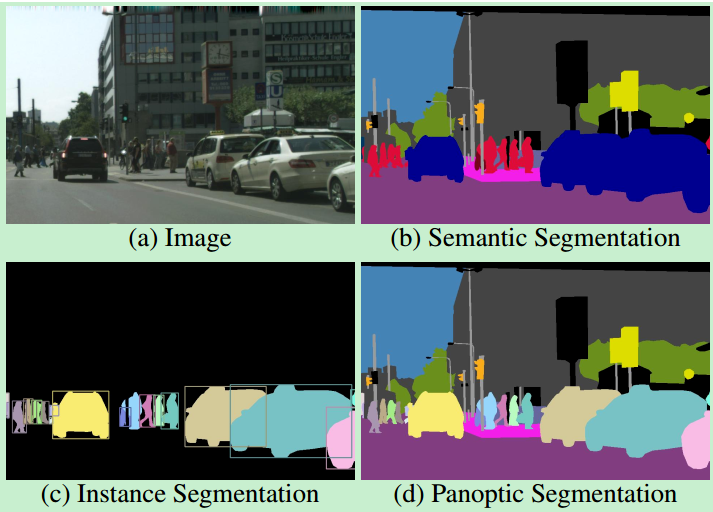 (a) Image
(b) Semantic Segmentation
(c) Instance Segmentation
(d) Panoptic Segmentation